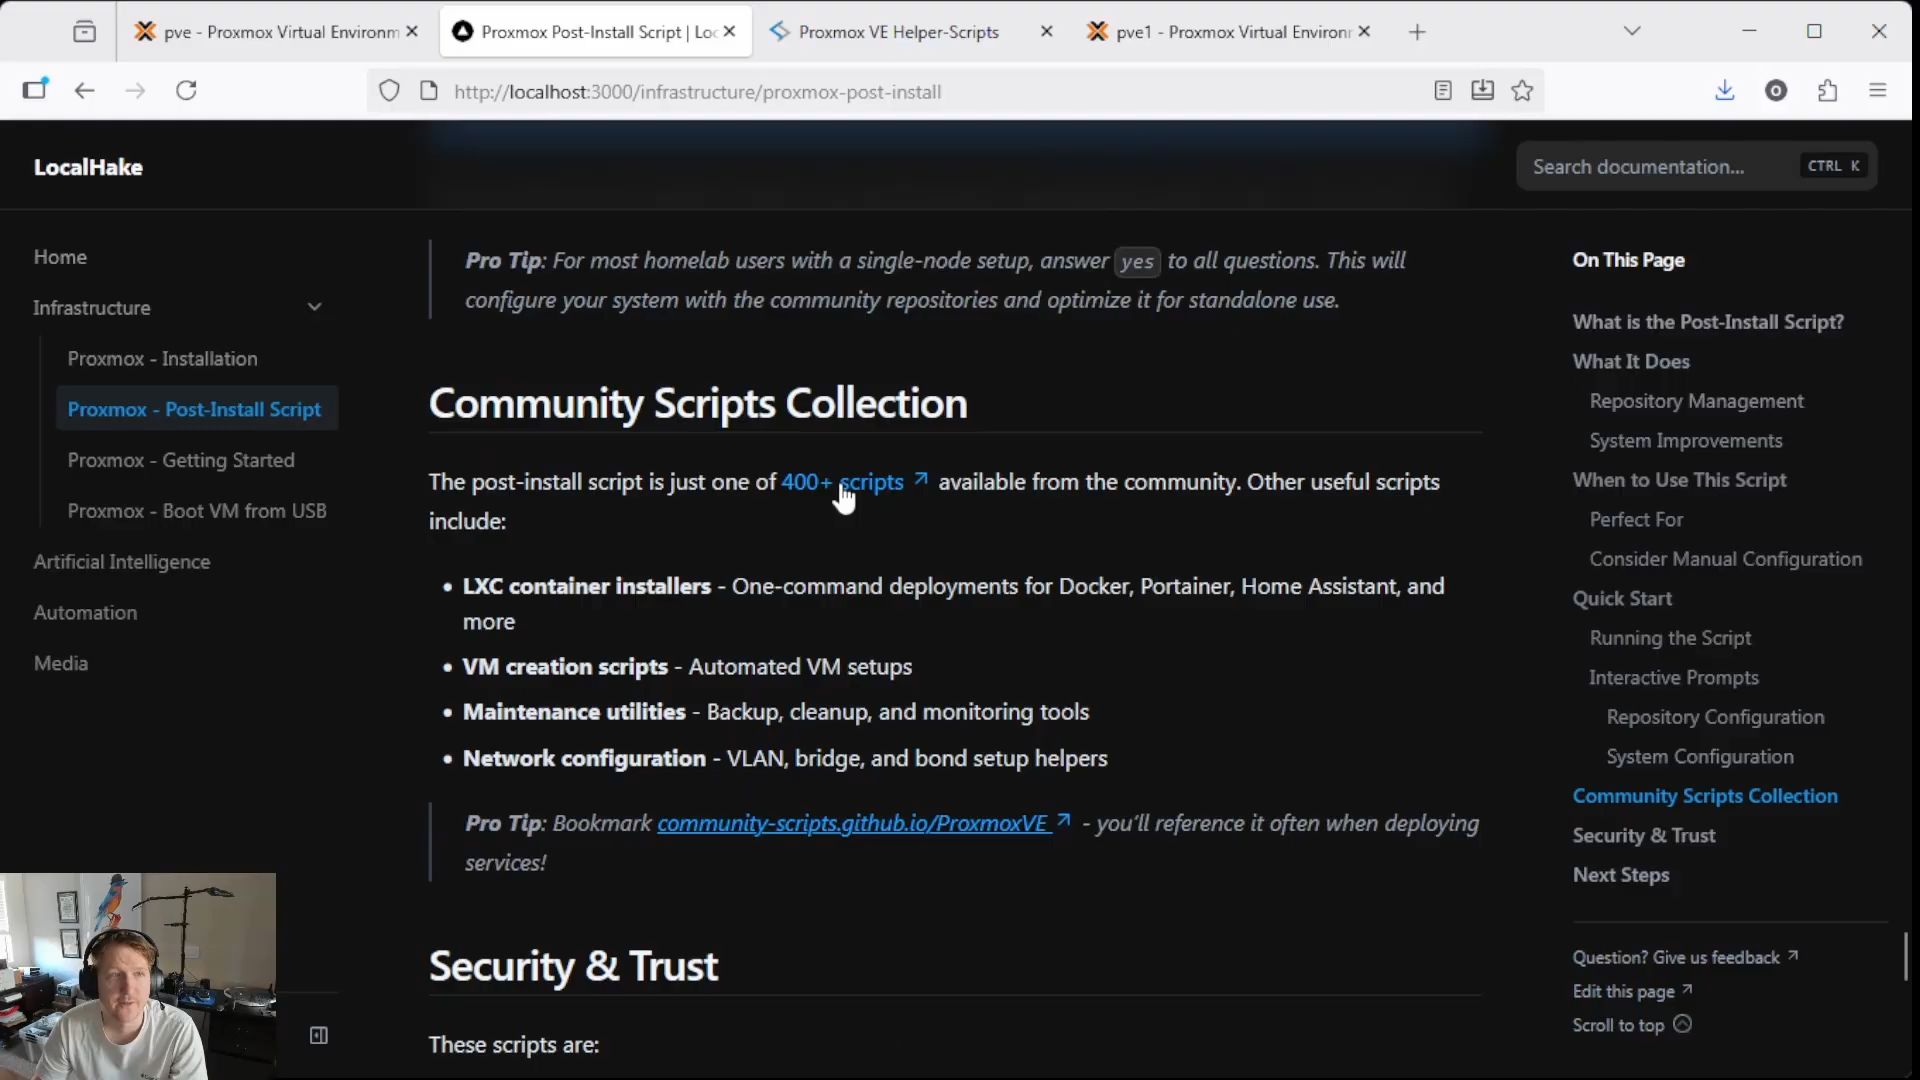 pve - Proxmox Virtual Environm
Proxmox Post-Install Script | Loc
Proxmox VE Helper-Scripts
pve1 - Proxmox Virtual Environr
http://localhost:3000/infrastructure/proxmox-post-install
LocalHake
Search documentation...
CTRL K
Home
Infrastructure
Proxmox - Installation
Proxmox - Post-Install Script
Proxmox - Getting Started
Proxmox - Boot VM from USB
Artificial Intelligence
Automation
Media
Pro Tip: For most homelab users with a single-node setup, answer yes to all questions. This will
configure your system with the community repositories and optimize it for standalone use.
Community Scripts Collection
The post-install script is just one of 400+ scripts available from the community. Other useful scripts
include:
• LXC container installers - One-command deployments for Docker, Portainer, Home Assistant, and
more
• VM creation scripts - Automated VM setups
• Maintenance utilities - Backup, cleanup, and monitoring tools
• Network configuration - VLAN, bridge, and bond setup helpers
Pro Tip: Bookmark community-scripts.github.io/ProxmoxVE - you'll reference it often when deploying
services!
Security & Trust
These scripts are:
On This Page
What is the Post-Install Script?
What It Does
Repository Management
System Improvements
When to Use This Script
Perfect For
Consider Manual Configuration
Quick Start
Running the Script
Interactive Prompts
Repository Configuration
System Configuration
Community Scripts Collection
Security & Trust
Next Steps
Question? Give us feedback
Edit this page
Scroll to top